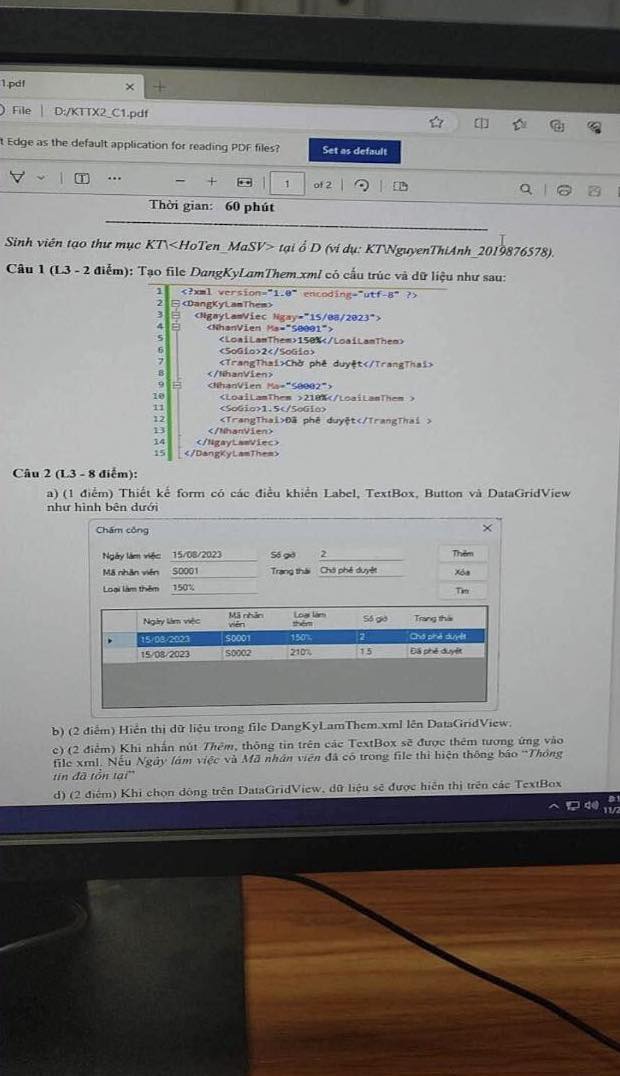 1.pdf
File | D:/KTTX2_C1.pdf
t Edge as the default application for reading PDF files?
Set as default
1 of 2
Thời gian: 60 phút
Sinh viên tạo thư mục KT\<HoTen_MaSV> tại ổ D (ví dụ: KT\NguyenThiAnh_2019876578).
Câu 1 (L3 - 2 điểm): Tạo file DangKyLamThem.xml có cấu trúc và dữ liệu như sau:
1 <?xml version="1.0" encoding="utf-8" ?>
2 <DangKyLamThem>
3 <NgayLamViec Ngay="15/08/2023">
4 <NhanVien Ma="S0001">
5 <LoaiLamThem>150%</LoaiLamThem>
6 <SoGio>2</SoGio>
7 <TrangThai>Chờ phê duyệt</TrangThai>
8 </NhanVien>
9 <NhanVien Ma="S0002">
10 <LoaiLamThem >210%</LoaiLamThem >
11 <SoGio>1.5</SoGio>
12 <TrangThai>Đã phê duyệt</TrangThai >
13 </NhanVien>
14 </NgayLamViec>
15 </DangKyLamThem>
Câu 2 (L3 - 8 điểm):
a) (1 điểm) Thiết kế form có các điều khiển Label, TextBox, Button và DataGridView
như hình bên dưới
Chấm công
Ngày làm việc 15/08/2023 Số giờ 2 Thêm
Mã nhân viên S0001 Trạng thái Chờ phê duyệt Xóa
Loại làm thêm 150% Tìm
Ngày làm việc Mã nhân viên Loại làm thêm Số giờ Trạng thái
15/08/2023 S0001 150% 2 Chờ phê duyệt
15/08/2023 S0002 210% 1.5 Đã phê duyệt
b) (2 điểm) Hiển thị dữ liệu trong file DangKyLamThem.xml lên DataGridView.
c) (2 điểm) Khi nhấn nút Thêm, thông tin trên các TextBox sẽ được thêm tương ứng vào
file xml. Nếu Ngày làm việc và Mã nhân viên đã có trong file thì hiện thông báo "Thông
tin đã tồn tại"
d) (2 điểm) Khi chọn dòng trên DataGridView, dữ liệu sẽ được hiển thị trên các TextBox